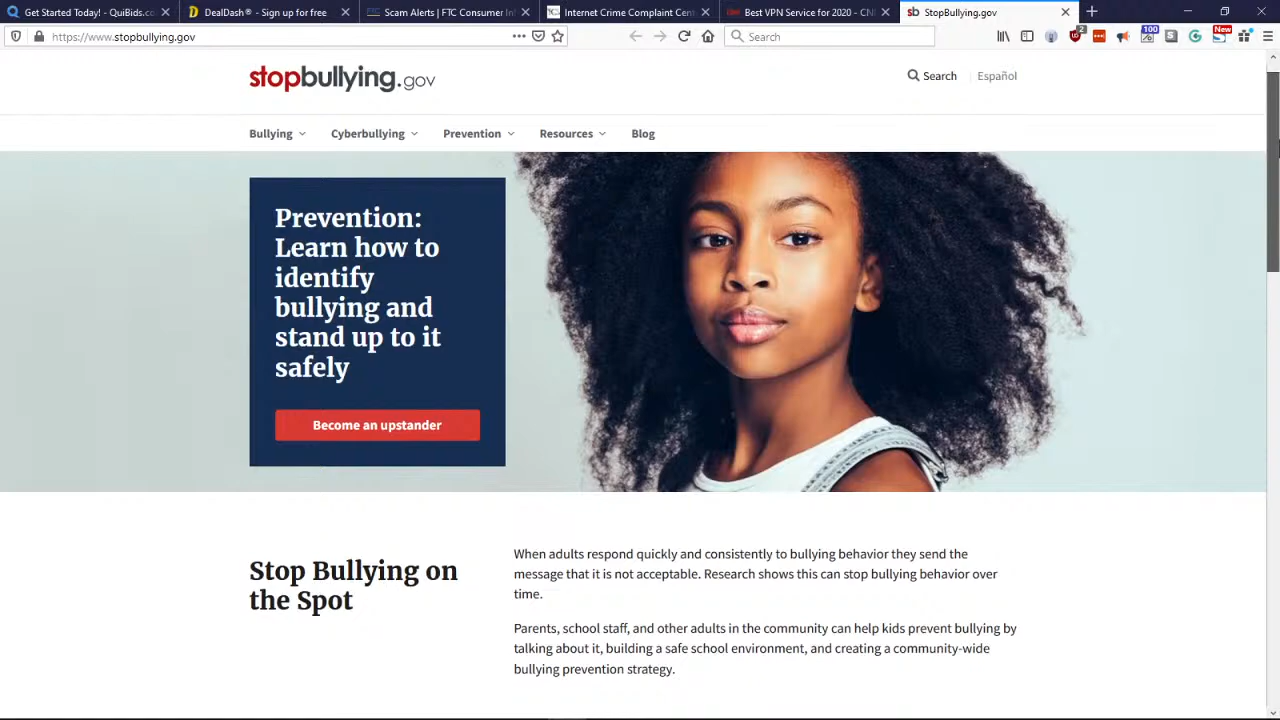 Get Started Today! - QuiBids.c
DealDash® - Sign up for free
Scam Alerts | FTC Consumer In
Internet Crime Complaint Cent
Best VPN Service for 2020 - CN
sb StopBullying.gov
https://www.stopbullying.gov
Search
2
100
New
stopbullying.gov
Search
Español
Bullying
Cyberbullying
Prevention
Resources
Blog
Prevention:
Learn how to
identify
bullying and
stand up to it
safely
Become an upstander
Stop Bullying on
the Spot
When adults respond quickly and consistently to bullying behavior they send the
message that it is not acceptable. Research shows this can stop bullying behavior over
time.
Parents, school staff, and other adults in the community can help kids prevent bullying by
talking about it, building a safe school environment, and creating a community-wide
bullying prevention strategy.